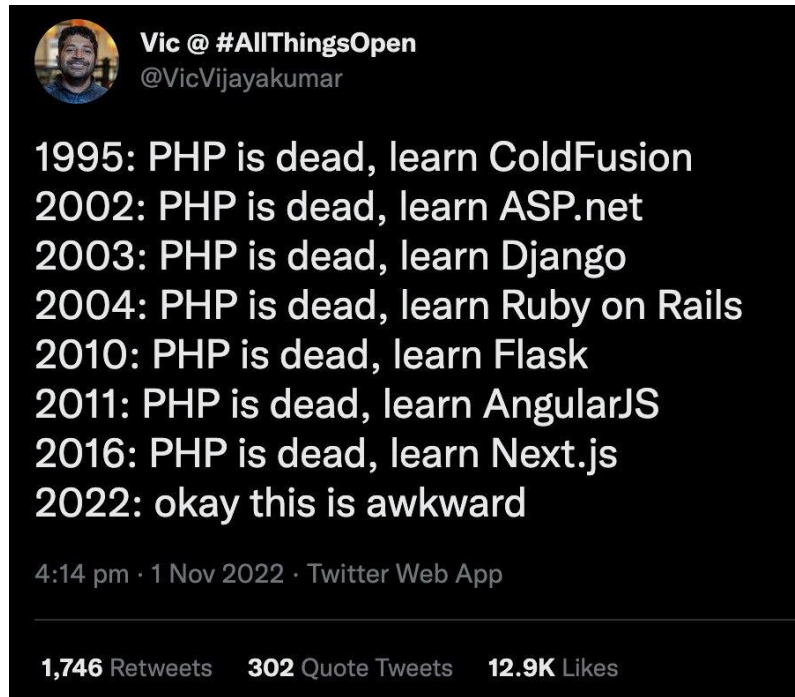 Vic @ #AllThingsOpen
@VicVijayakumar
1995: PHP is dead, learn ColdFusion
2002: PHP is dead, learn ASP.net
2003: PHP is dead, learn Django
2004: PHP is dead, learn Ruby on Rails
2010: PHP is dead, learn Flask
2011: PHP is dead, learn AngularJS
2016: PHP is dead, learn Next.js
2022: okay this is awkward
4:14 pm · 1 Nov 2022 · Twitter Web App
1,746 Retweets 302 Quote Tweets 12.9K Likes